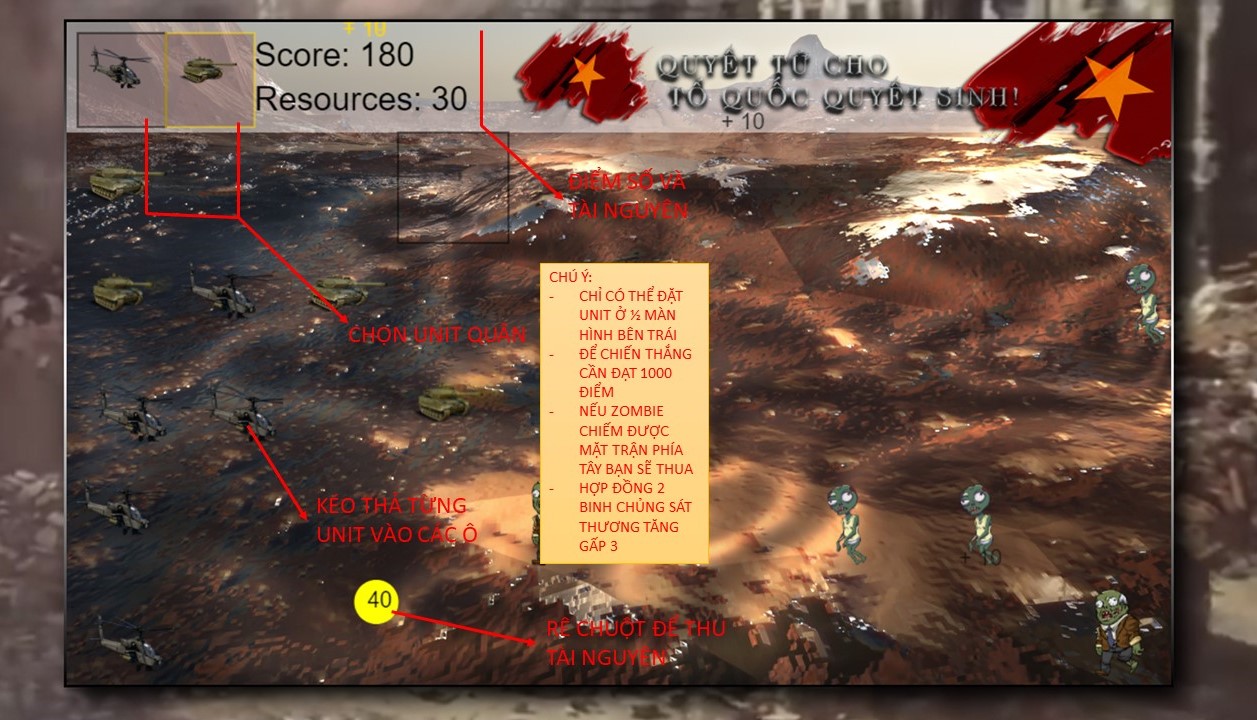 + 10
Score: 180
Resources: 30
QUYẾT TỬ CHO
TỔ QUỐC QUYẾT SINH!
+ 10
ĐIỂM SỐ VÀ
TÀI NGUYÊN
CHỌN UNIT QUÂN
CHÚ Ý:
- CHỈ CÓ THỂ ĐẶT
UNIT Ở ½ MÀN
HÌNH BÊN TRÁI
- ĐỂ CHIẾN THẮNG
CẦN ĐẠT 1000
ĐIỂM
- NẾU ZOMBIE
CHIẾM ĐƯỢC
MẶT TRẬN PHÍA
TÂY BẠN SẼ THUA
- HỢP ĐỒNG 2
BINH CHỦNG SÁT
THƯƠNG TĂNG
GẤP 3
KÉO THẢ TỪNG
UNIT VÀO CÁC Ô
+ 10
40
RÊ CHUỘT ĐỂ THU
TÀI NGUYÊN